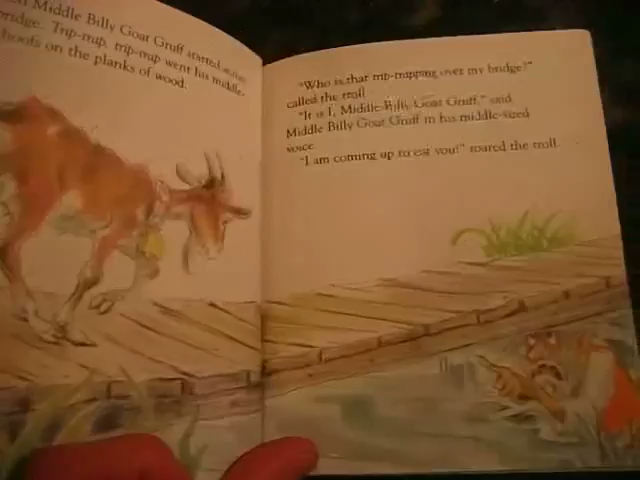 Middle Billy Goat Gruff started across
bridge. Trip-trap, trip-trap went his middle-
hoofs on the planks of wood.
"Who is that trip-trapping over my bridge?"
called the troll.
"It is I, Middle Billy Goat Gruff," said
Middle Billy Goat Gruff in his middle-sized
voice.
"I am coming up to eat you!" roared the troll.